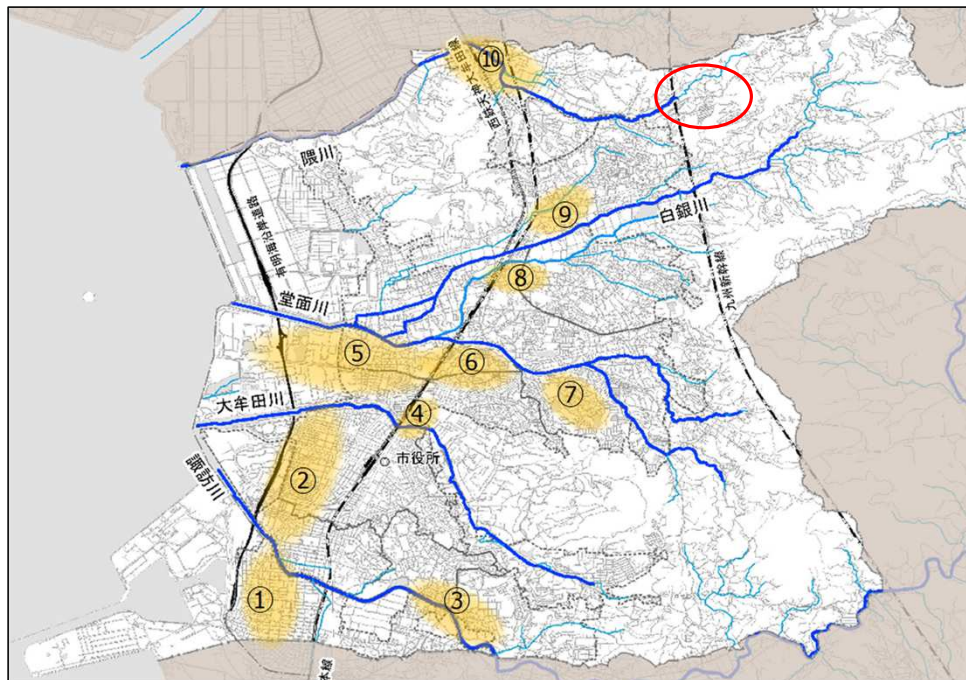 ⑩
西鉄天神大牟田線
隈川
有明海沿岸道路
⑨
白銀川
⑧
九州新幹線
堂面川
⑤
⑥
⑦
大牟田川
④
市役所
諏訪川
②
①
③
本線